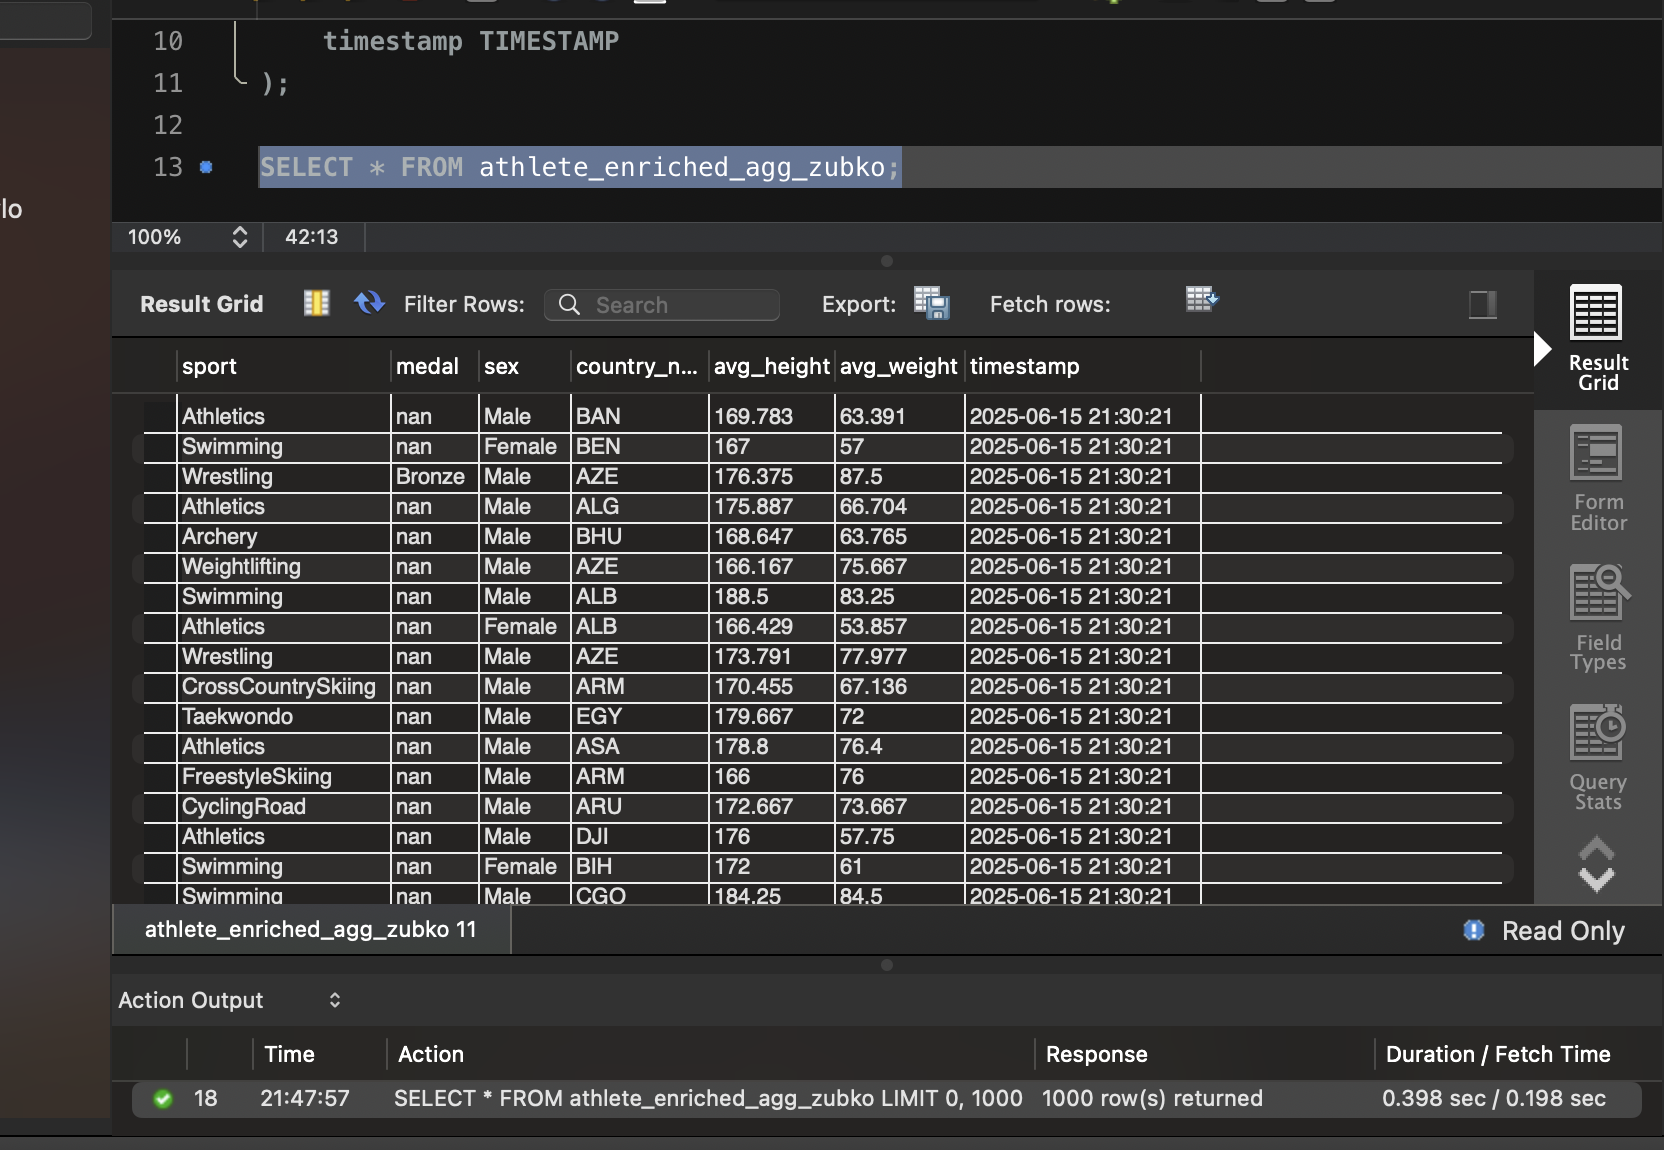 lo
10 timestamp TIMESTAMP
11 );
12
13 SELECT * FROM athlete_enriched_agg_zubko;
100% 42:13
Result Grid Filter Rows: Search Export: Fetch rows:
sport medal sex country_n... avg_height avg_weight timestamp
Athletics nan Male BAN 169.783 63.391 2025-06-15 21:30:21
Swimming nan Female BEN 167 57 2025-06-15 21:30:21
Wrestling Bronze Male AZE 176.375 87.5 2025-06-15 21:30:21
Athletics nan Male ALG 175.887 66.704 2025-06-15 21:30:21
Archery nan Male BHU 168.647 63.765 2025-06-15 21:30:21
Weightlifting nan Male AZE 166.167 75.667 2025-06-15 21:30:21
Swimming nan Male ALB 188.5 83.25 2025-06-15 21:30:21
Athletics nan Female ALB 166.429 53.857 2025-06-15 21:30:21
Wrestling nan Male AZE 173.791 77.977 2025-06-15 21:30:21
CrossCountrySkiing nan Male ARM 170.455 67.136 2025-06-15 21:30:21
Taekwondo nan Male EGY 179.667 72 2025-06-15 21:30:21
Athletics nan Male ASA 178.8 76.4 2025-06-15 21:30:21
FreestyleSkiing nan Male ARM 166 76 2025-06-15 21:30:21
CyclingRoad nan Male ARU 172.667 73.667 2025-06-15 21:30:21
Athletics nan Male DJI 176 57.75 2025-06-15 21:30:21
Swimming nan Female BIH 172 61 2025-06-15 21:30:21
Swimming nan Male CGO 184.25 84.5 2025-06-15 21:30:21
Result
Grid
Form
Editor
Field
Types
Query
Stats
athlete_enriched_agg_zubko 11 Read Only
Action Output
Time Action Response Duration / Fetch Time
18 21:47:57 SELECT * FROM athlete_enriched_agg_zubko LIMIT 0, 1000 1000 row(s) returned 0.398 sec / 0.198 sec